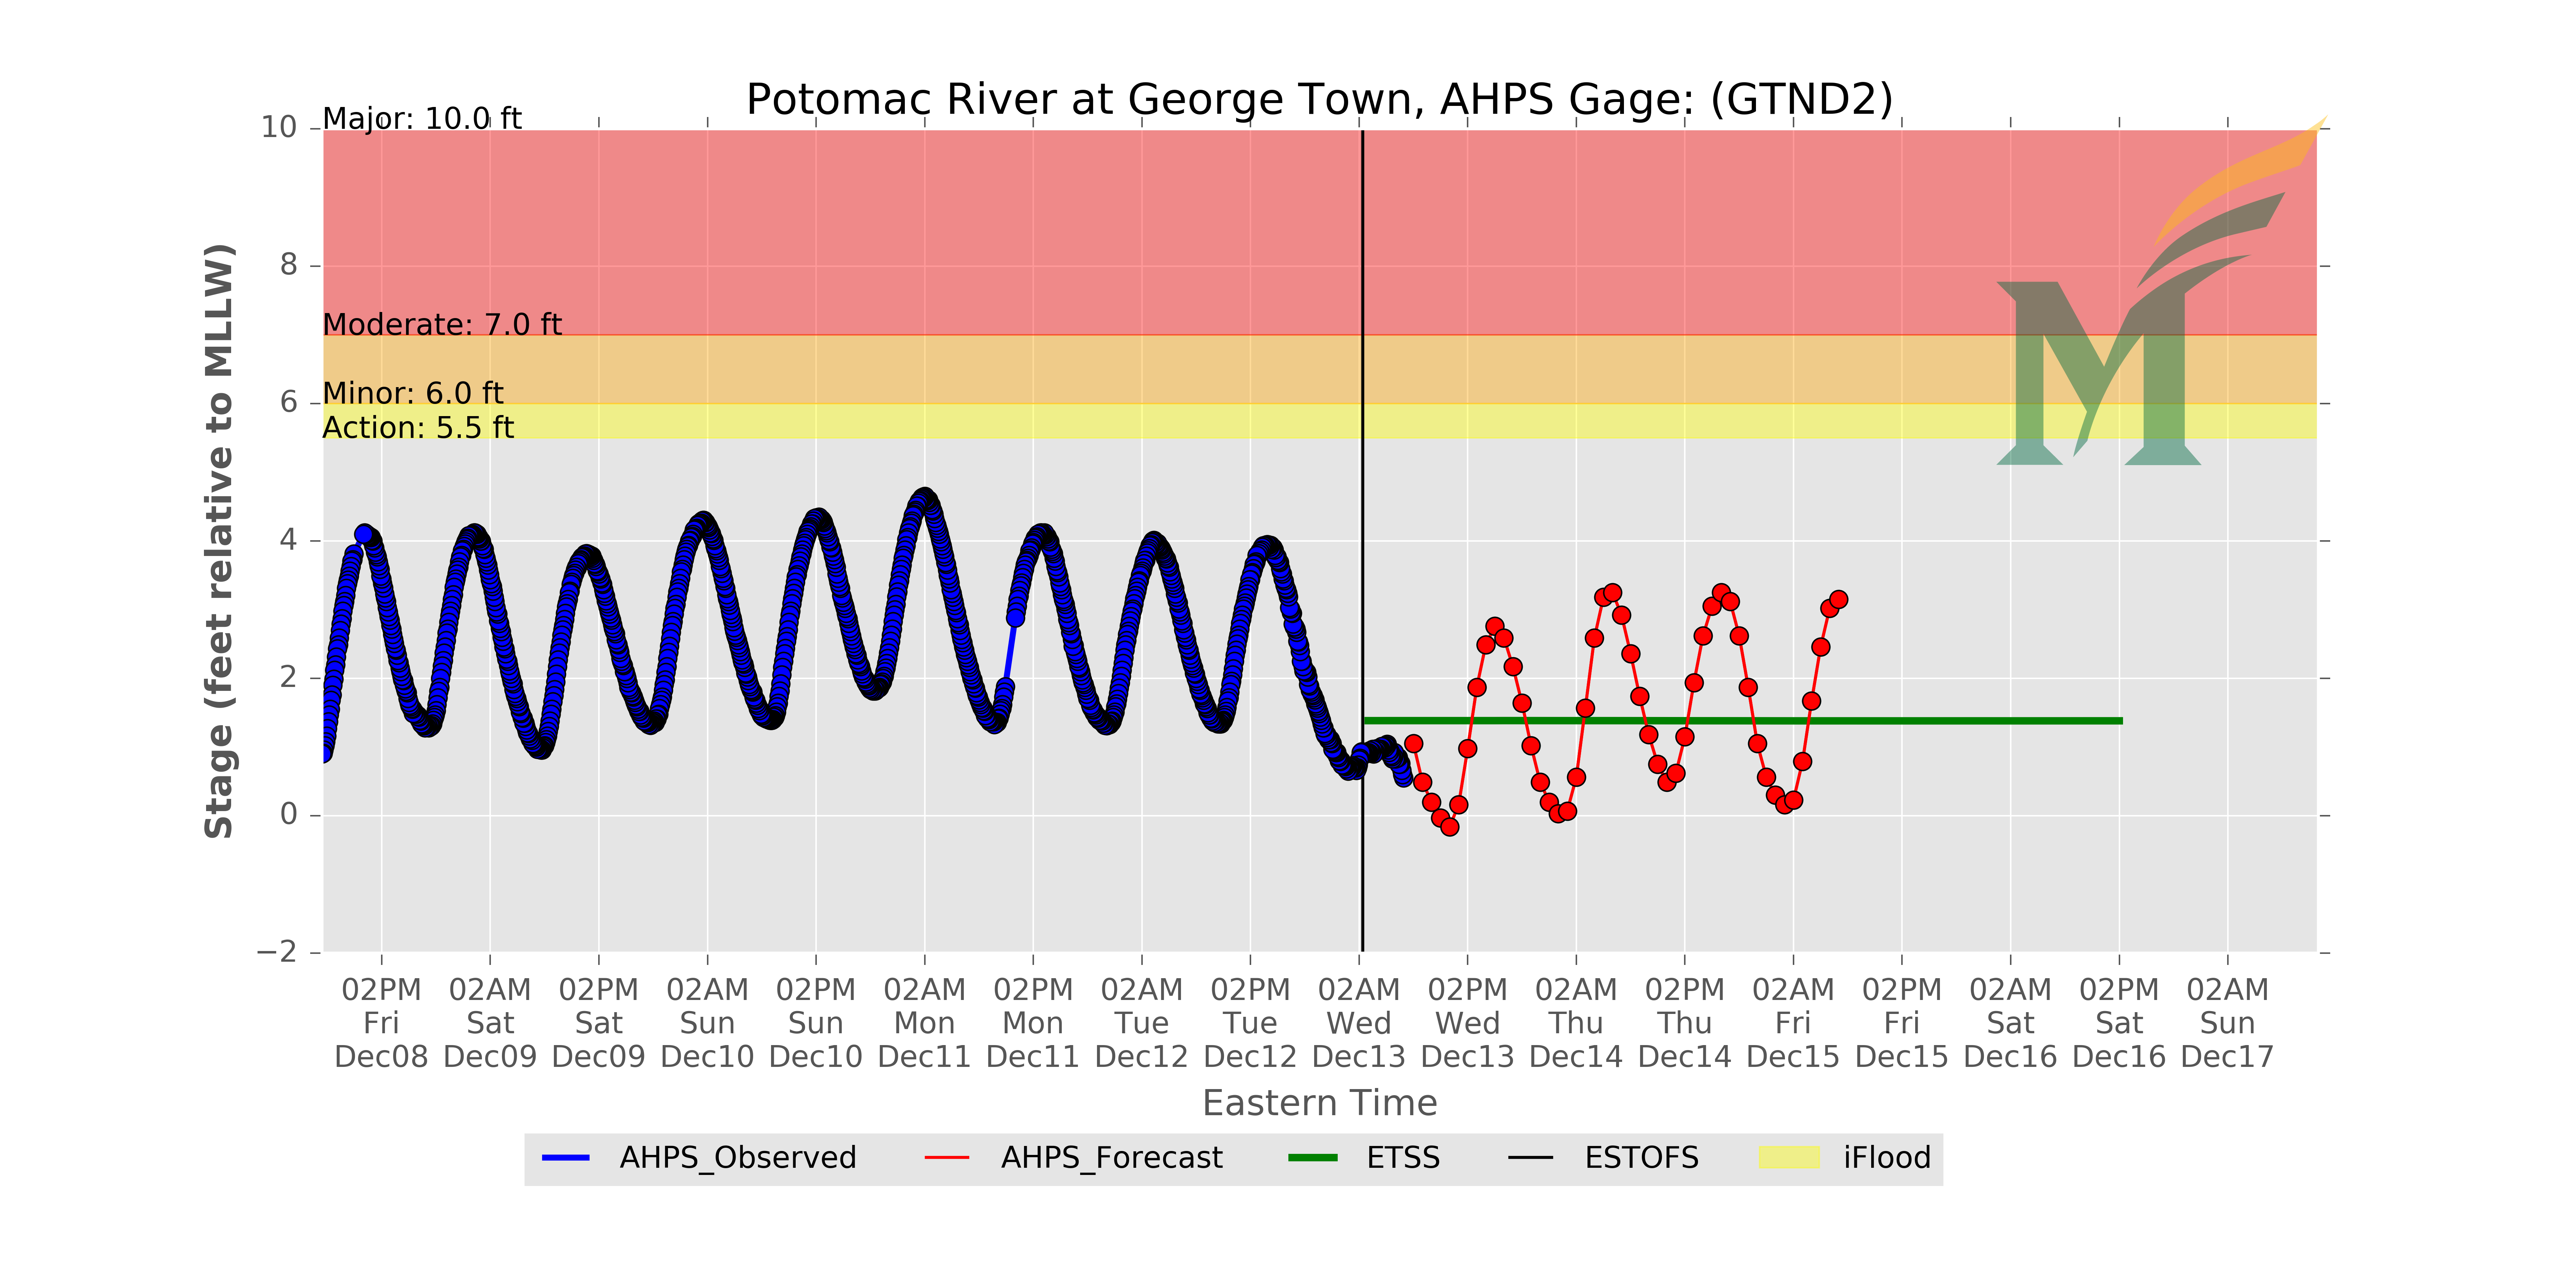 Potomac River at George Town, AHPS Gage: (GTND2)
Major: 10.0 ft
Moderate: 7.0 ft
Minor: 6.0 ft
Action: 5.5 ft
10
8
6
4
2
0
−2
Stage (feet relative to MLLW)
02PM 02AM 02PM 02AM 02PM 02AM 02PM 02AM 02PM 02AM 02PM 02AM 02PM 02AM 02PM 02AM 02PM 02AM
Fri Sat Sat Sun Sun Mon Mon Tue Tue Wed Wed Thu Thu Fri Fri Sat Sat Sun
Dec08 Dec09 Dec09 Dec10 Dec10 Dec11 Dec11 Dec12 Dec12 Dec13 Dec13 Dec14 Dec14 Dec15 Dec15 Dec16 Dec16 Dec17
Eastern Time
AHPS_Observed AHPS_Forecast ETSS ESTOFS iFlood